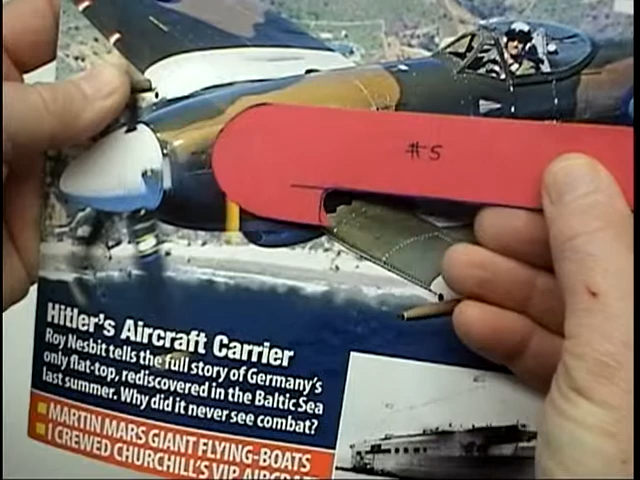 #5
Hitler's Aircraft Carrier
Roy Nesbit tells the full story of Germany's
only flat-top, rediscovered in the Baltic Sea
last summer. Why did it never see combat?
MARTIN MARS GIANT FLYING-BOATS
I CREWED CHURCHILL'S VIP